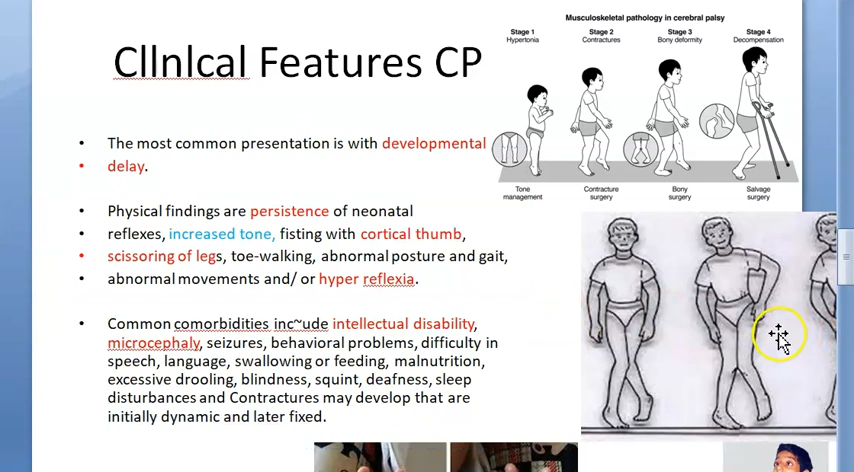 Musculoskeletal pathology in cerebral palsy
Stage 1
Hypertonia
Stage 2
Contractures
Stage 3
Bony deformity
Stage 4
Decompensation
Tone
management
Contracture
surgery
Bony
surgery
Salvage
surgery
ClInIcal Features CP
• The most common presentation is with developmental
• delay.
• Physical findings are persistence of neonatal
• reflexes, increased tone, fisting with cortical thumb,
• scissoring of legs, toe-walking, abnormal posture and gait,
• abnormal movements and/ or hyper reflexia.
• Common comorbidities inc~ude intellectual disability,
microcephaly, seizures, behavioral problems, difficulty in
speech, language, swallowing or feeding, malnutrition,
excessive drooling, blindness, squint, deafness, sleep
disturbances and Contractures may develop that are
initially dynamic and later fixed.